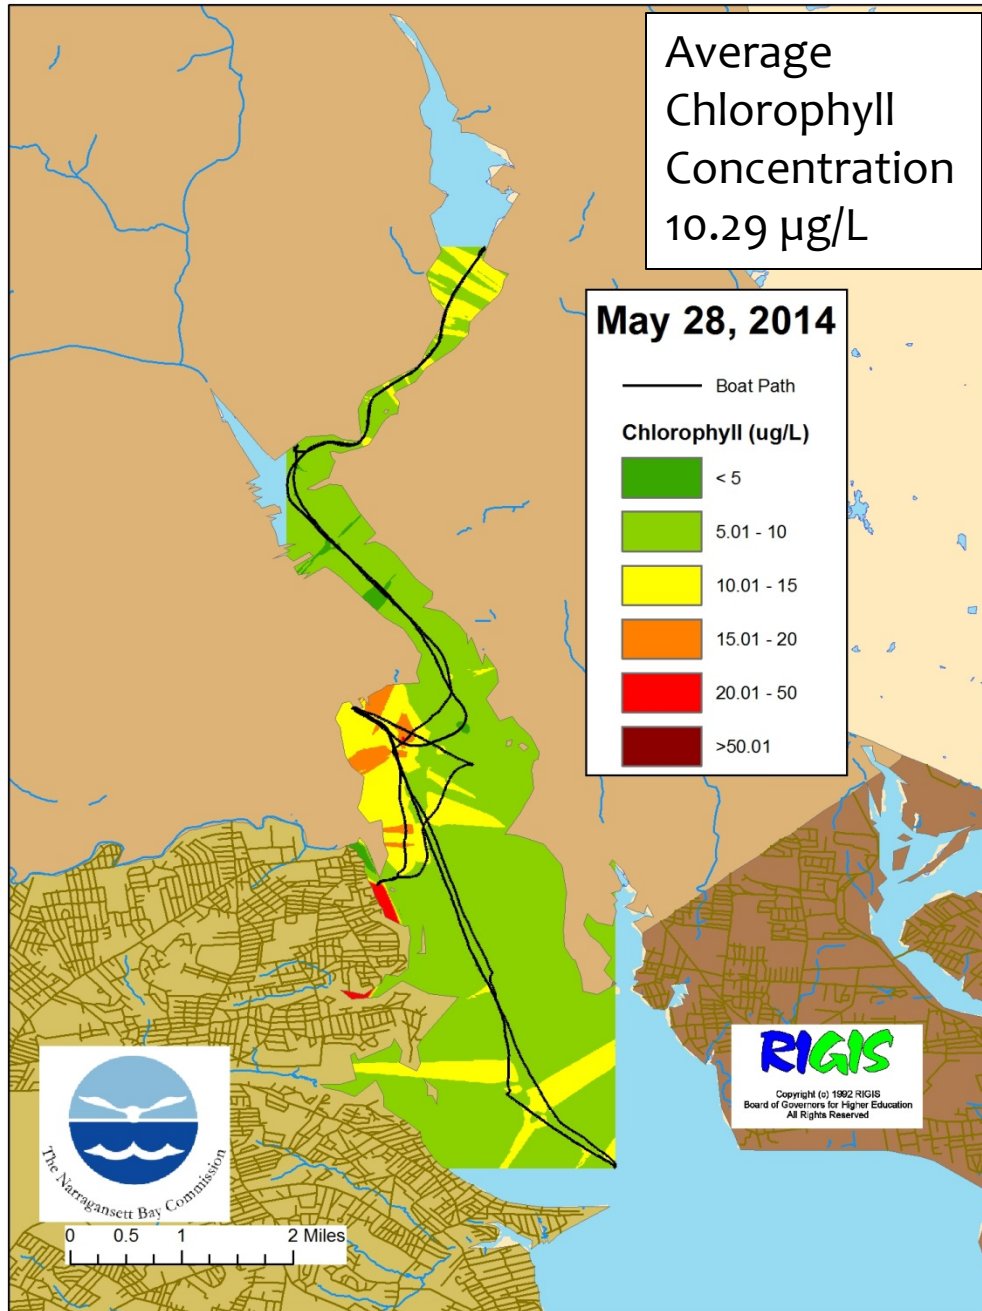 Average
Chlorophyll
Concentration
10.29 µg/L
May 28, 2014
Boat Path
Chlorophyll (ug/L)
< 5
5.01 - 10
10.01 - 15
15.01 - 20
20.01 - 50
>50.01
RIGIS
Copyright (c) 1992 RIGIS
Board of Governors for Higher Education
All Rights Reserved
The Narragansett Bay Commission
0 0.5 1 2 Miles